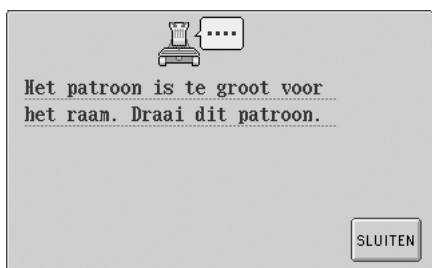 ....
Het patroon is te groot voor
het raam. Draai dit patroon.
SLUITEN